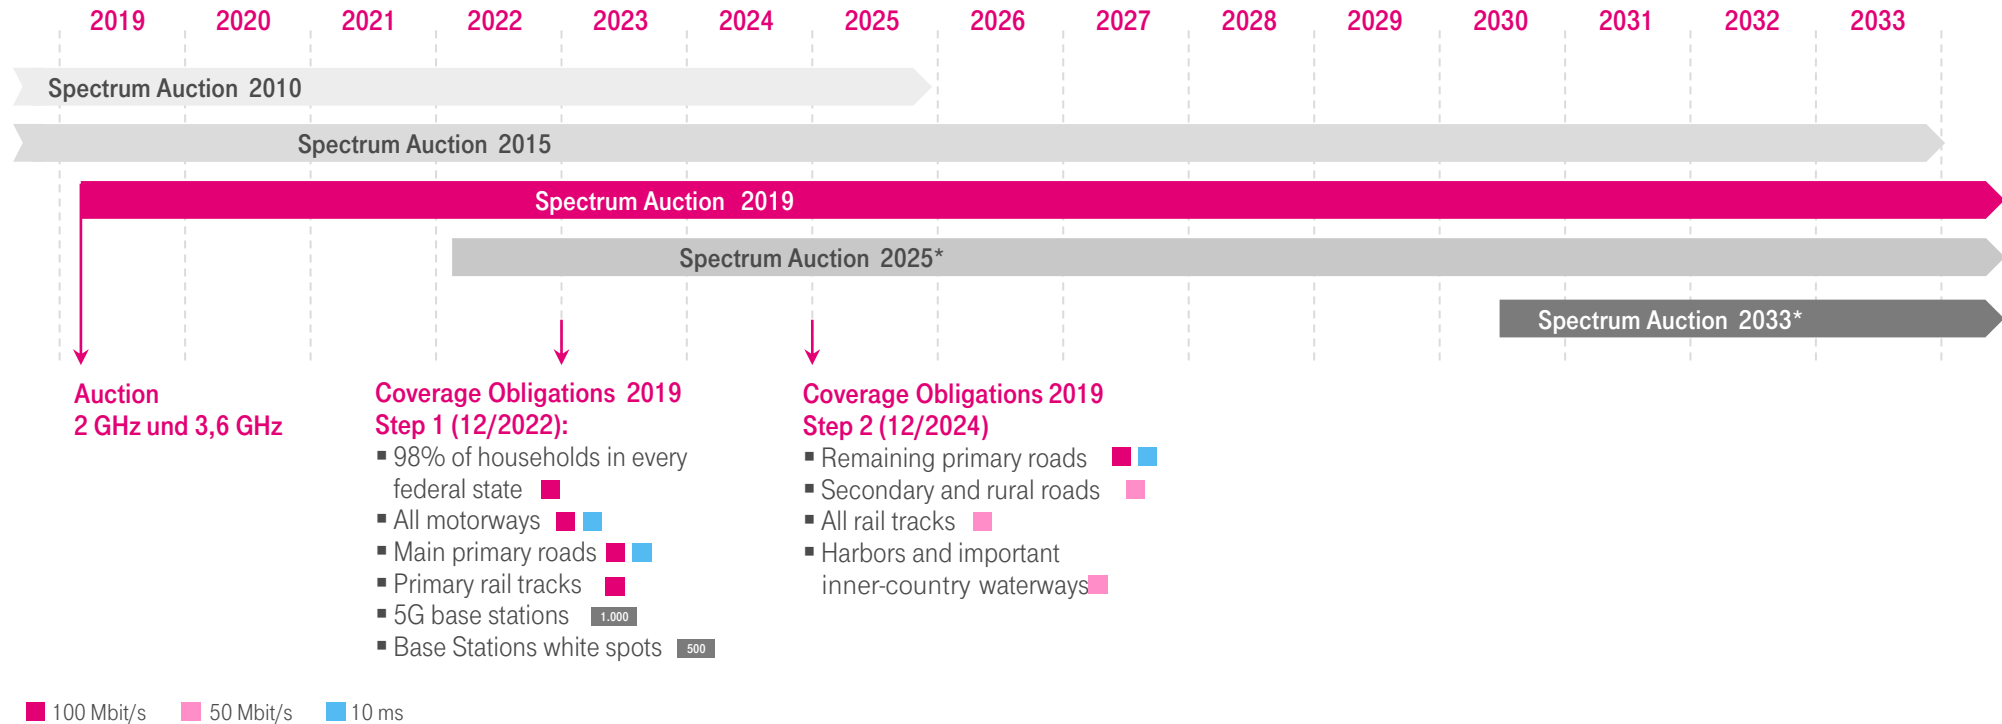 2019 2020 2021 2022 2023 2024 2025 2026 2027 2028 2029 2030 2031 2032 2033
Spectrum Auction 2010
Spectrum Auction 2015
Spectrum Auction 2019
Spectrum Auction 2025*
Spectrum Auction 2033*
Auction
2 GHz und 3,6 GHz
Coverage Obligations 2019
Step 1 (12/2022):
▪ 98% of households in every
federal state
▪ All motorways
▪ Main primary roads
▪ Primary rail tracks
▪ 5G base stations 1.000
▪ Base Stations white spots 500
Coverage Obligations 2019
Step 2 (12/2024)
▪ Remaining primary roads
▪ Secondary and rural roads
▪ All rail tracks
▪ Harbors and important
inner-country waterways
100 Mbit/s 50 Mbit/s 10 ms